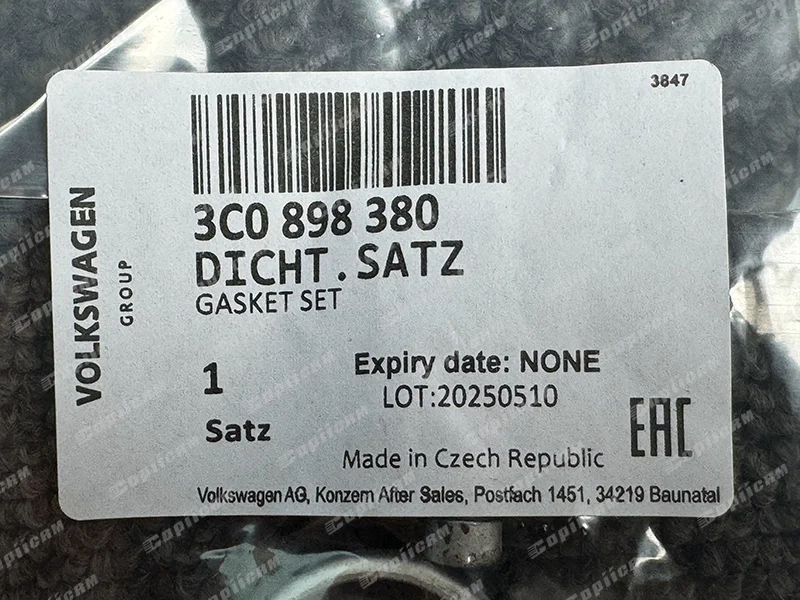 3847
3C0 898 380
DICHT.SATZ
GASKET SET
VOLKSWAGEN
GROUP
1
Satz
Expiry date: NONE
LOT:20250510
EAC
Made in Czech Republic
Volkswagen AG, Konzern After Sales, Postfach 1451, 34219 Baunatal
CopiiCAM